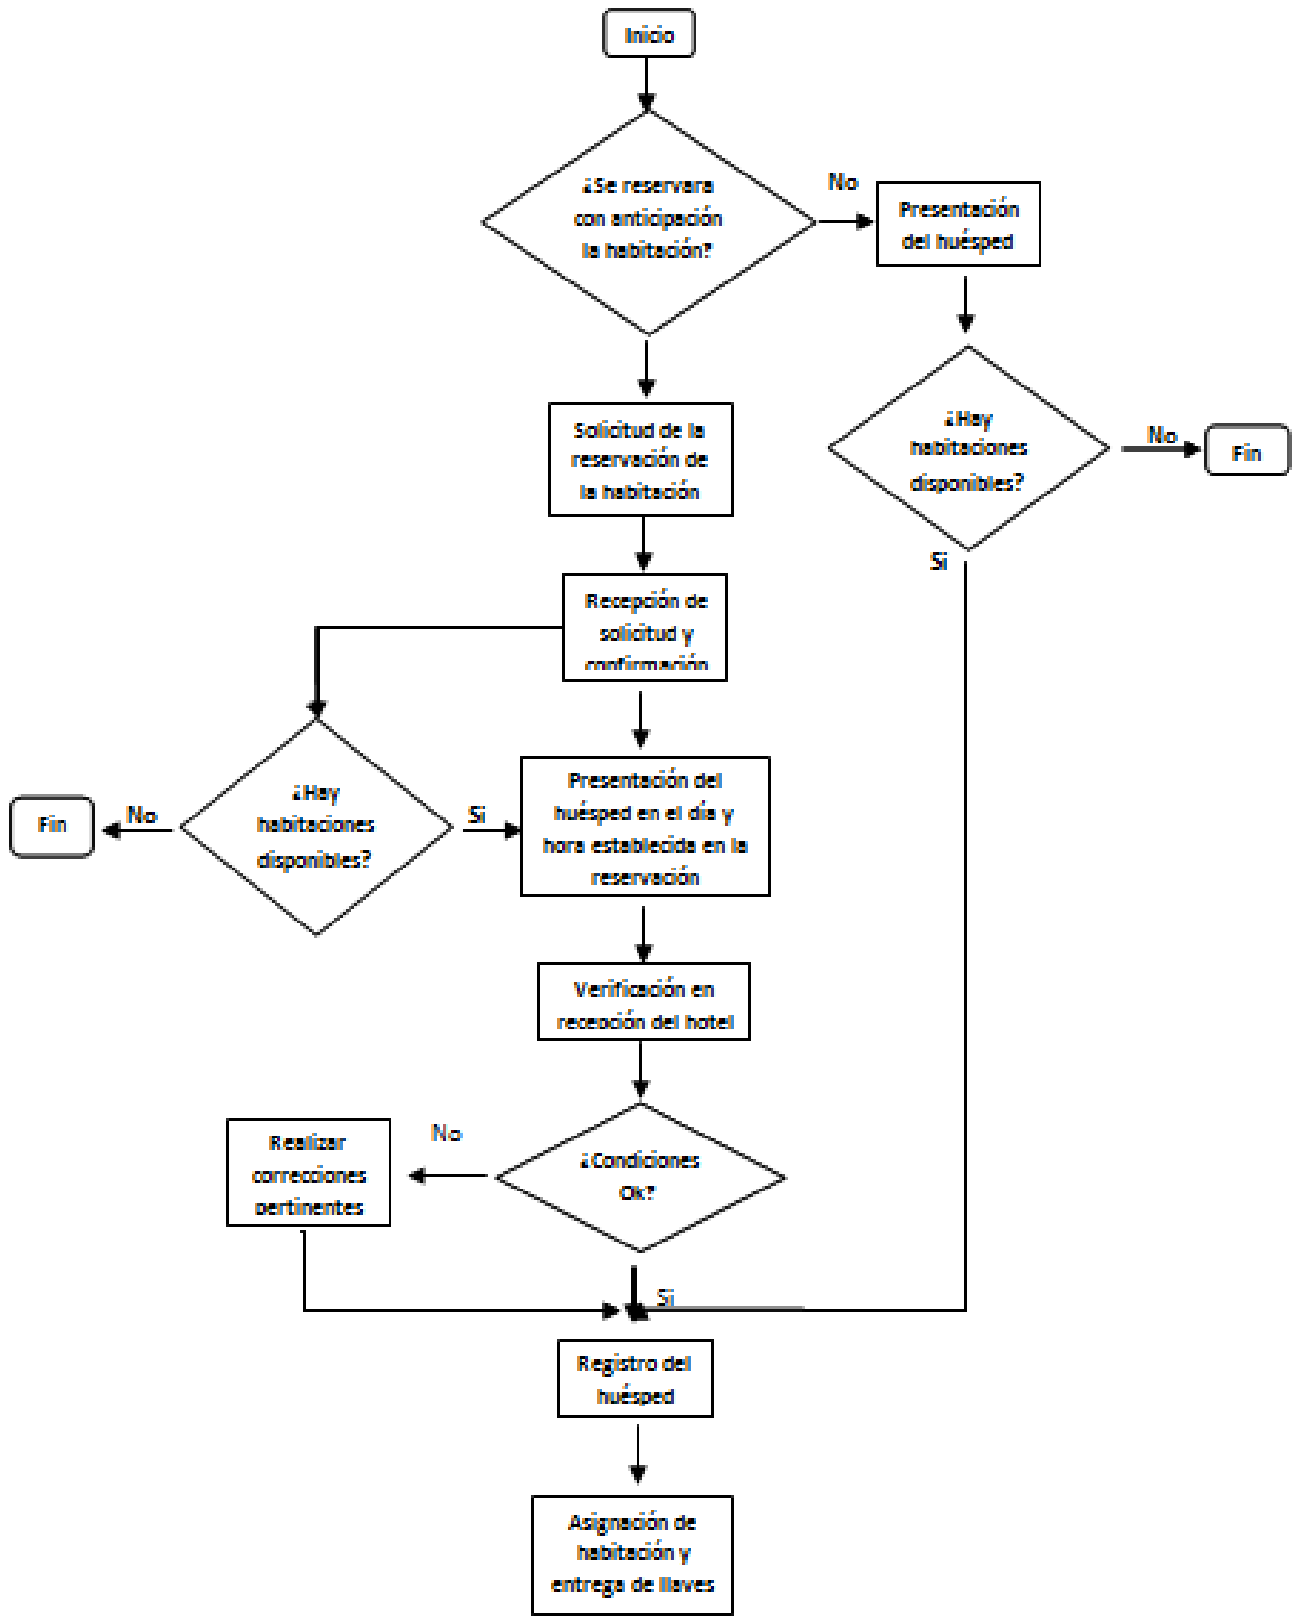 Inicio
¿Se reservara
con anticipación
la habitación?
No
Presentación
del huésped
¿Hay
habitaciones
disponibles?
No
Fin
Si
Solicitud de la
reservación de
la habitación
Recepción de
solicitud y
confirmación
¿Hay
habitaciones
disponibles?
No
Fin
Si
Presentación del
huésped en el día y
hora establecida en la
reservación
Verificación en
recepción del hotel
¿Condiciones
Ok?
No
Realizar
correcciones
pertinentes
Si
Registro del
huésped
Asignación de
habitación y
entrega de llaves